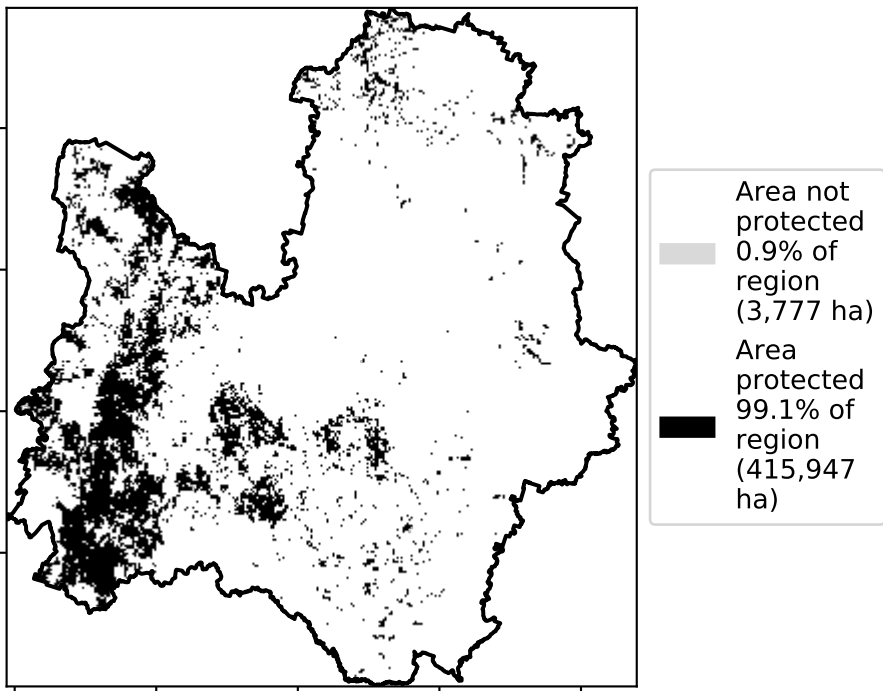 Area not
protected
0.9% of
region
(3,777 ha)
Area
protected
99.1% of
region
(415,947
ha)